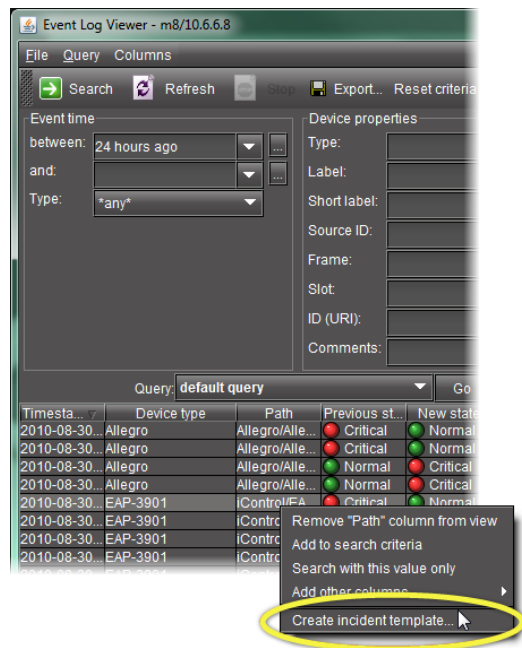 Event Log Viewer - m8/10.6.6.8
File Query Columns
Search Refresh Stop Export... Reset criteria
Event time
between: 24 hours ago ...
and: ...
Type: *any*
Device properties
Type:
Label:
Short label:
Source ID:
Frame:
Slot:
ID (URI):
Comments:
Query: default query Go
Timesta... Device type Path Previous st... New state
2010-08-30... Allegro Allegro/Alle... Critical Normal
2010-08-30... Allegro Allegro/Alle... Critical Normal
2010-08-30... Allegro Allegro/Alle... Normal Critical
2010-08-30... Allegro Allegro/Alle... Normal Critical
2010-08-30... EAP-3901 iControl/EA... Critical Normal
2010-08-30... EAP-3901 iContro
2010-08-30... EAP-3901 iContro
2010-08-30... EAP-3901 iContro
Remove "Path" column from view
Add to search criteria
Search with this value only
Add other columns
Create incident template...